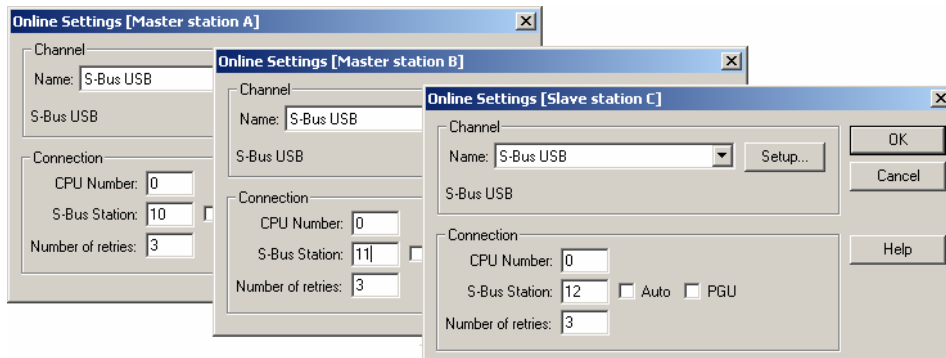 Online Settings [Master station A]
Channel
Name: S-Bus USB
S-Bus USB
Connection
CPU Number: 0
S-Bus Station: 10
Number of retries: 3
Online Settings [Master station B]
Channel
Name: S-Bus USB
S-Bus USB
Connection
CPU Number: 0
S-Bus Station: 11
Number of retries: 3
Online Settings [Slave station C]
Channel
Name: S-Bus USB Setup...
S-Bus USB
Connection
CPU Number: 0
S-Bus Station: 12 Auto PGU
Number of retries: 3
OK
Cancel
Help